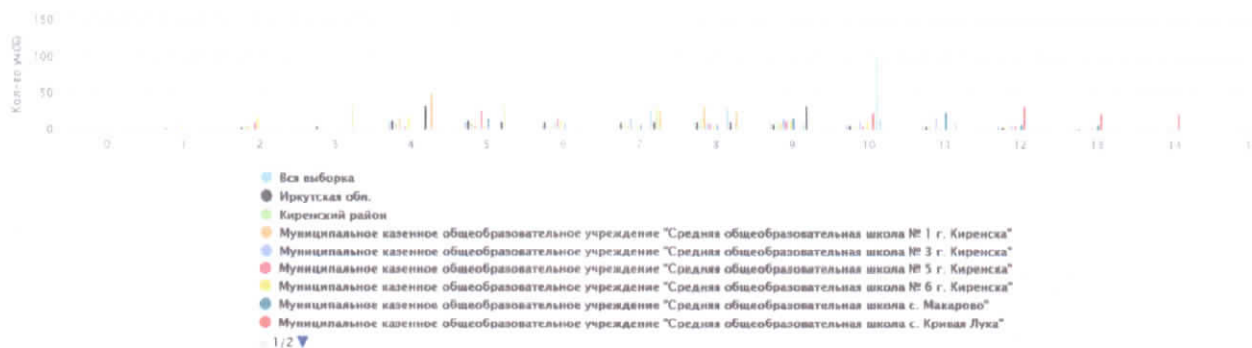 150
100
50
0
Кол-во уч(Об)
0 1 2 3 4 5 6 7 8 9 10 11 12 13 14 1
Вся выборка
Иркутская обл.
Киренский район
Муниципальное казенное общеобразовательное учреждение "Средняя общеобразовательная школа № 1 г. Киренска"
Муниципальное казенное общеобразовательное учреждение "Средняя общеобразовательная школа № 3 г. Киренска"
Муниципальное казенное общеобразовательное учреждение "Средняя общеобразовательная школа № 5 г. Киренска"
Муниципальное казенное общеобразовательное учреждение "Средняя общеобразовательная школа № 6 г. Киренска"
Муниципальное казенное общеобразовательное учреждение "Средняя общеобразовательная школа с. Макарово"
Муниципальное казенное общеобразовательное учреждение "Средняя общеобразовательная школа с. Кривая Лука"
1/2